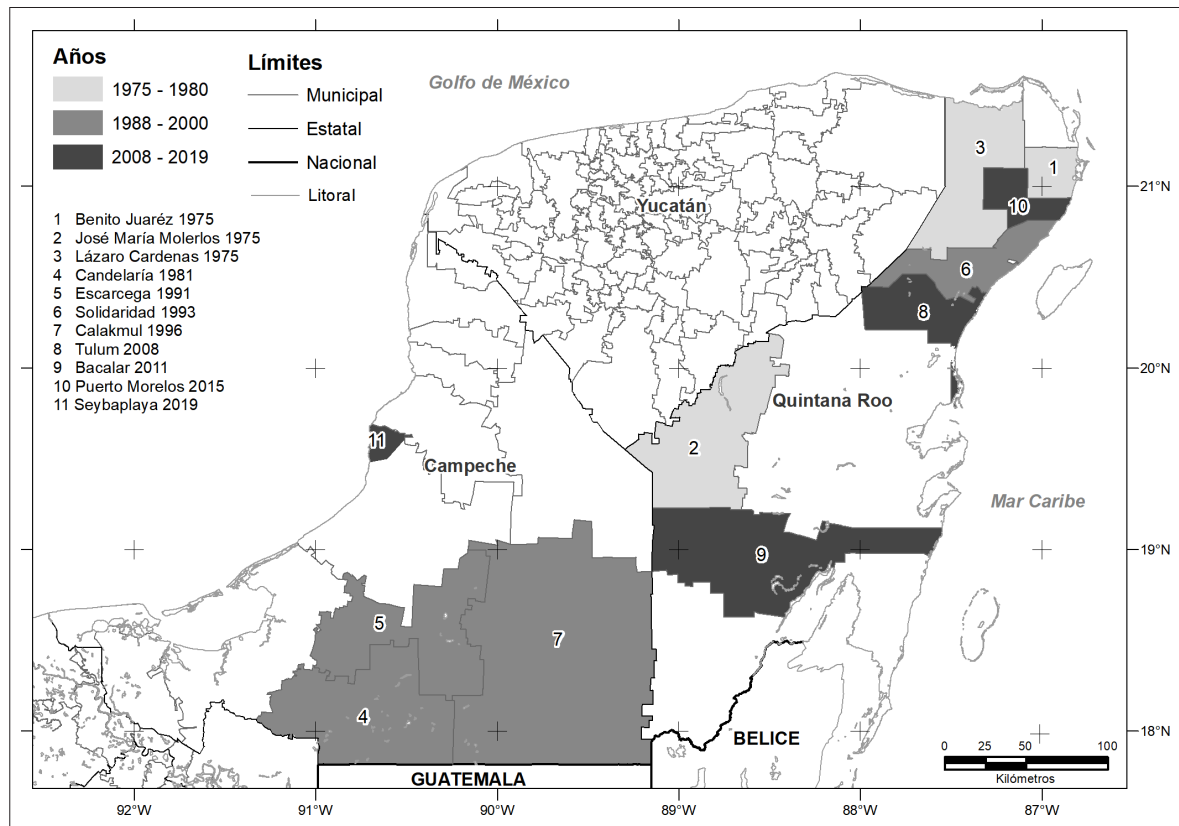 Años
1975 - 1980
1988 - 2000
2008 - 2019
Límites
Municipal
Estatal
Nacional
Litoral
1 Benito Juaréz 1975
2 José María Molerlos 1975
3 Lázaro Cardenas 1975
4 Candelaría 1981
5 Escarcega 1991
6 Solidaridad 1993
7 Calakmul 1996
8 Tulum 2008
9 Bacalar 2011
10 Puerto Morelos 2015
11 Seybaplaya 2019
Golfo de México
3
1
21°N
Yucatán
10
6
8
20°N
Quintana Roo
11
2
Campeche
Mar Caribe
9
19°N
5
7
4
18°N
BELICE
GUATEMALA
0 25 50 100
Kilómetros
92°W 91°W 90°W 89°W 88°W 87°W